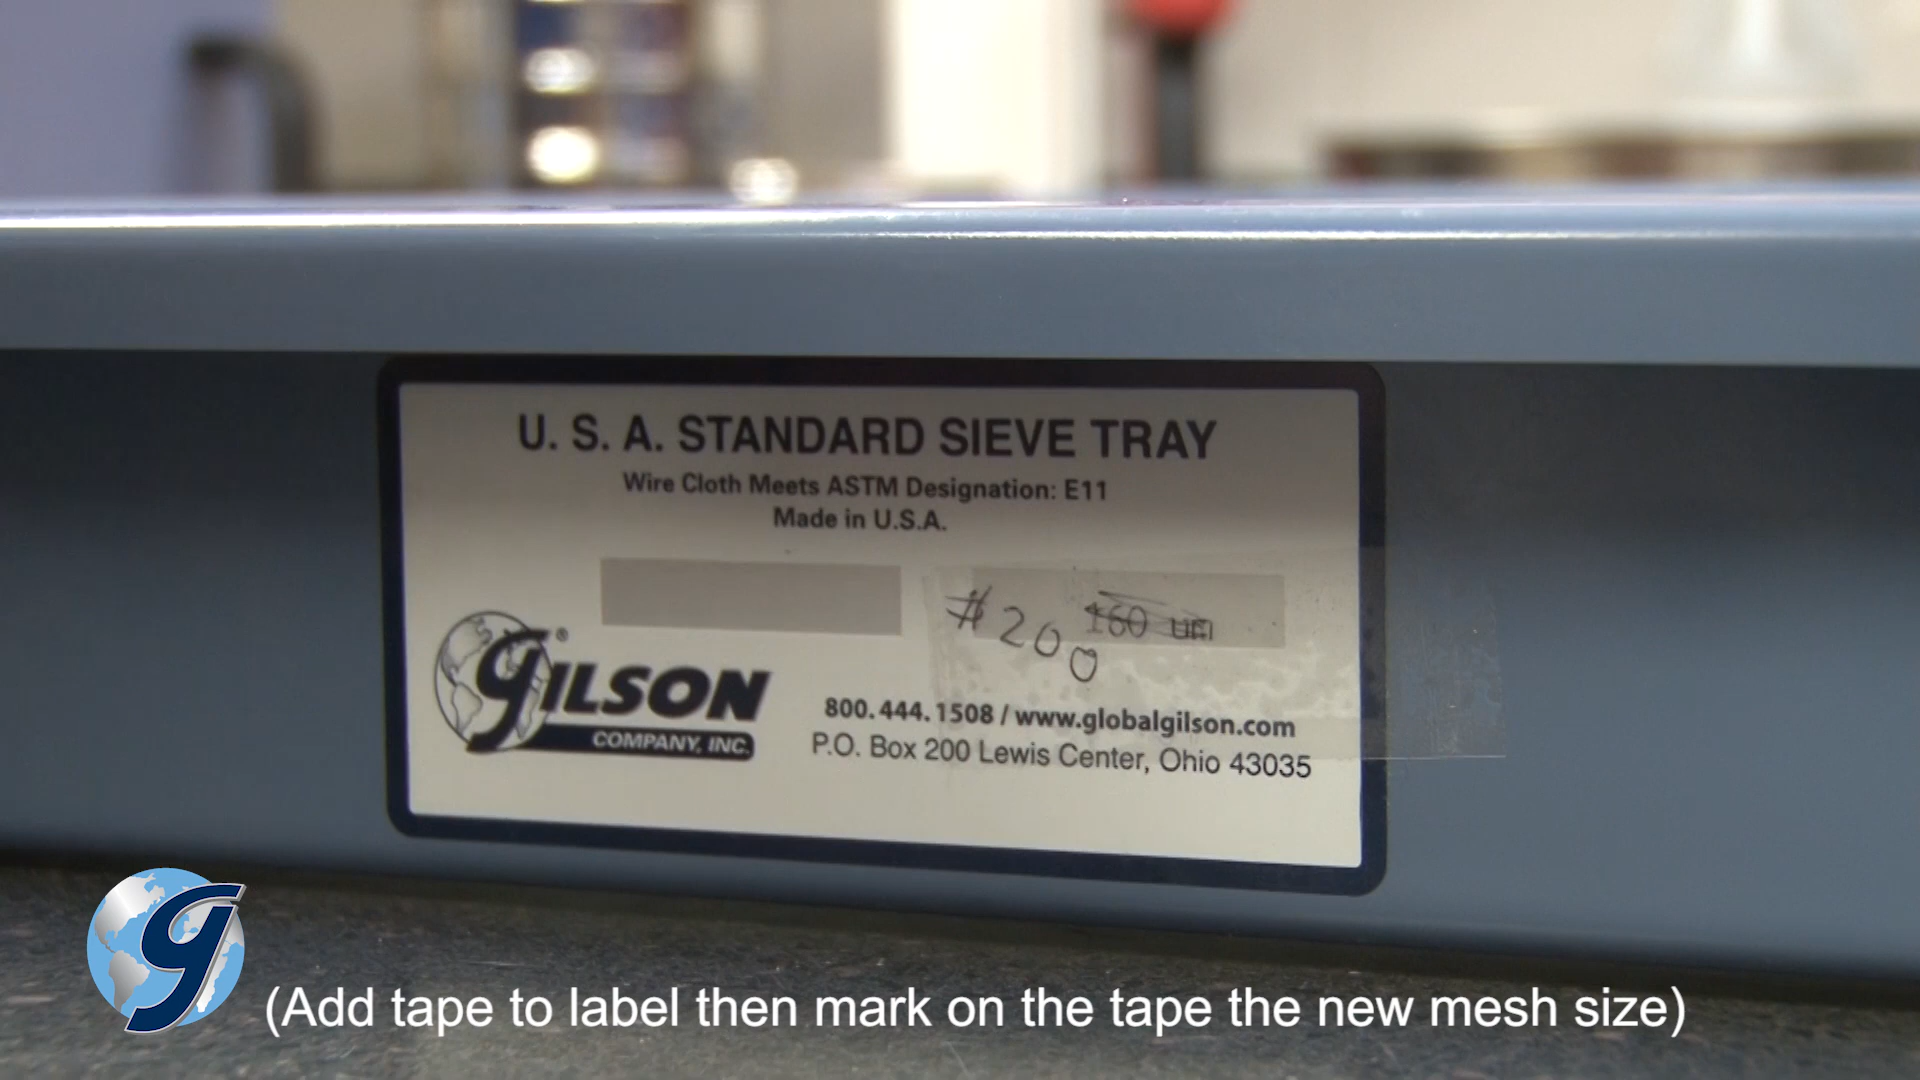 U. S. A. STANDARD SIEVE TRAY
Wire Cloth Meets ASTM Designation: E11
Made in U.S.A.
#200 160 um
GILSON®
COMPANY, INC.
800.444.1508 / www.globalgilson.com
P.O. Box 200 Lewis Center, Ohio 43035
g
(Add tape to label then mark on the tape the new mesh size)